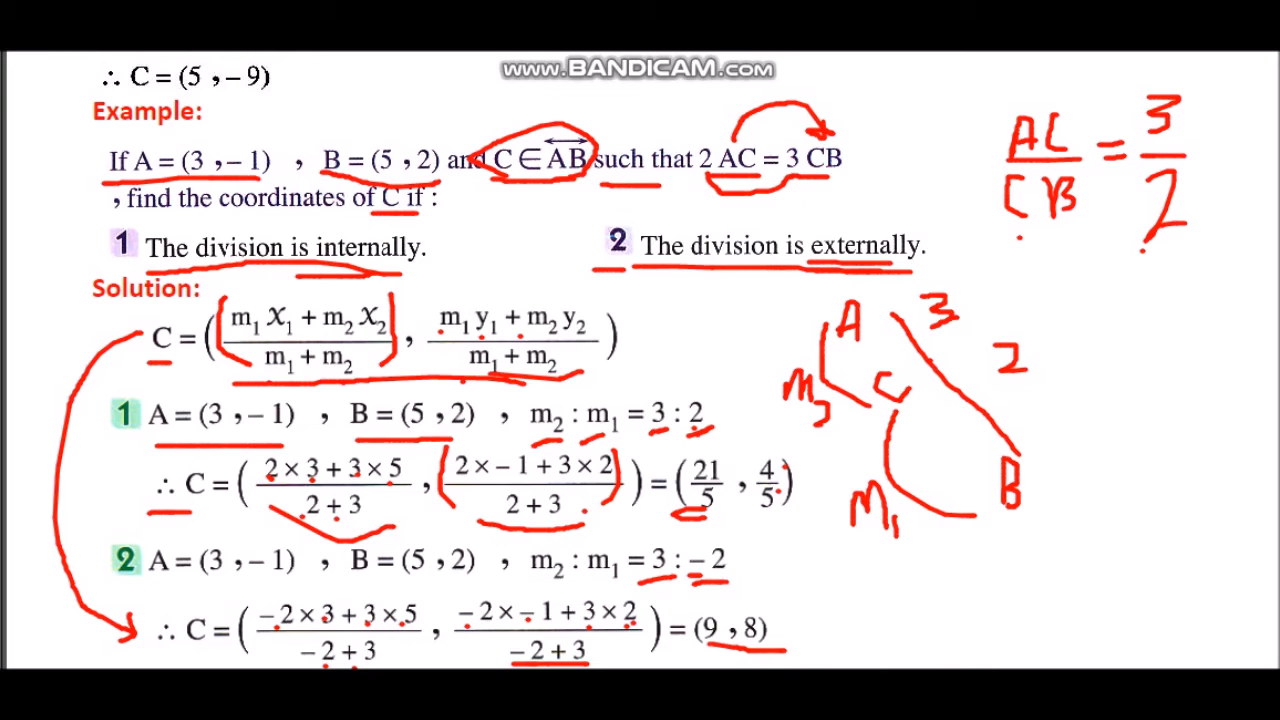 www.BANDICAM.com
∴ C = (5 , – 9)
Example:
If A = (3 , – 1) , B = (5 , 2) and C ∈ AB such that 2 AC = 3 CB
, find the coordinates of C if :
1 The division is internally. 2 The division is externally.
AC/CB = 3/2
Solution:
C = ( (m₁ x₁ + m₂ x₂)/(m₁ + m₂) , (m₁ y₁ + m₂ y₂)/(m₁ + m₂) )
A 3
2
m₂ C
1 A = (3 , – 1) , B = (5 , 2) , m₂ : m₁ = 3 : 2
∴ C = ( (2 × 3 + 3 × 5)/(2 + 3) , (2 × – 1 + 3 × 2)/(2 + 3) ) = (21/5 , 4/5)
B
m₁
2 A = (3 , – 1) , B = (5 , 2) , m₂ : m₁ = 3 : – 2
∴ C = ( (– 2 × 3 + 3 × 5)/(– 2 + 3) , (– 2 × – 1 + 3 × 2)/(– 2 + 3) ) = (9 , 8)